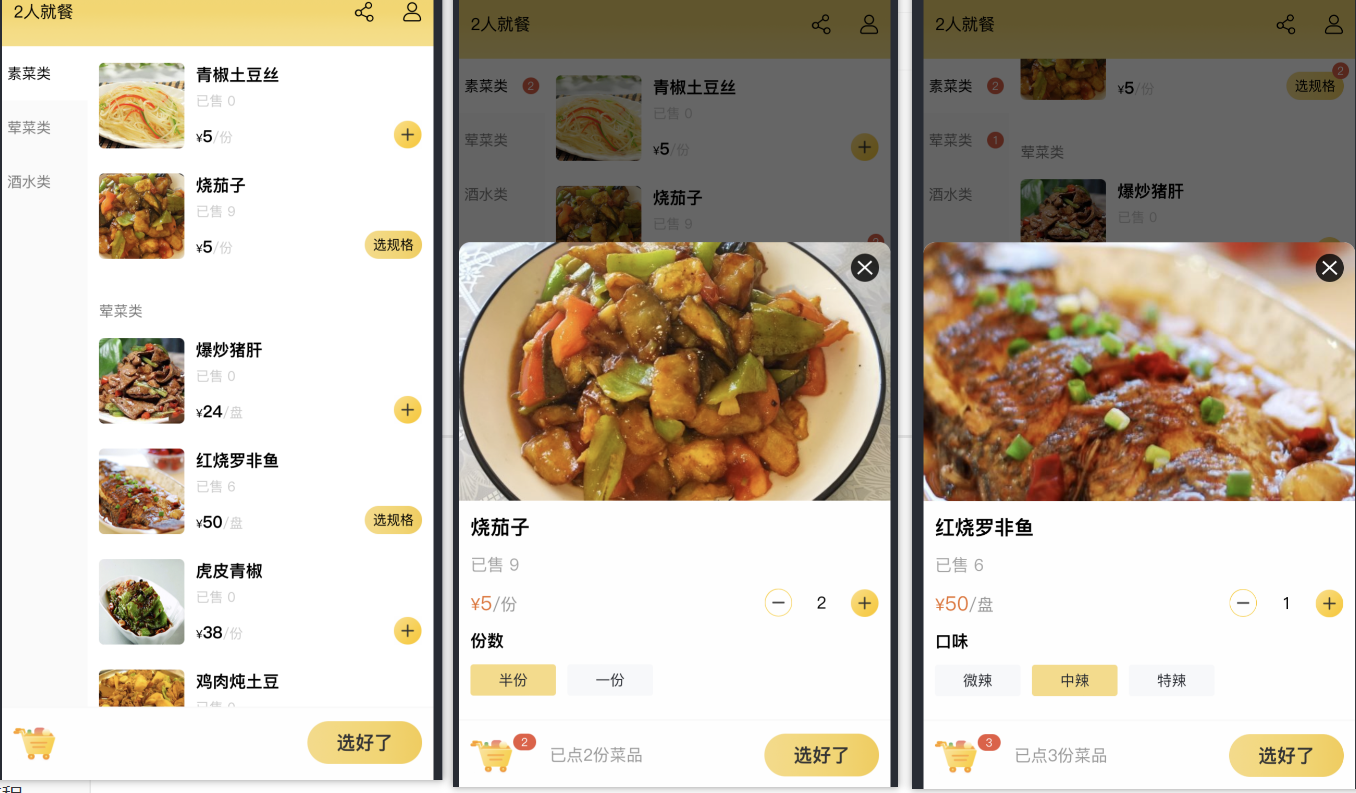 2人就餐
素菜类
荤菜类
酒水类
青椒土豆丝
已售 0
¥5/份
烧茄子
已售 9
¥5/份
选规格
荤菜类
爆炒猪肝
已售 0
¥24/盘
红烧罗非鱼
已售 6
¥50/盘
选规格
虎皮青椒
已售 0
¥38/份
鸡肉炖土豆
选好了
2人就餐
素菜类 2
荤菜类
酒水类
青椒土豆丝
已售 0
¥5/份
烧茄子
已售 9
烧茄子
已售 9
¥5/份
2
份数
半份
一份
2
已点2份菜品
选好了
2人就餐
素菜类 2
荤菜类 1
酒水类
¥5/份
2
选规格
荤菜类
爆炒猪肝
已售 0
红烧罗非鱼
已售 6
¥50/盘
1
口味
微辣
中辣
特辣
3
已点3份菜品
选好了